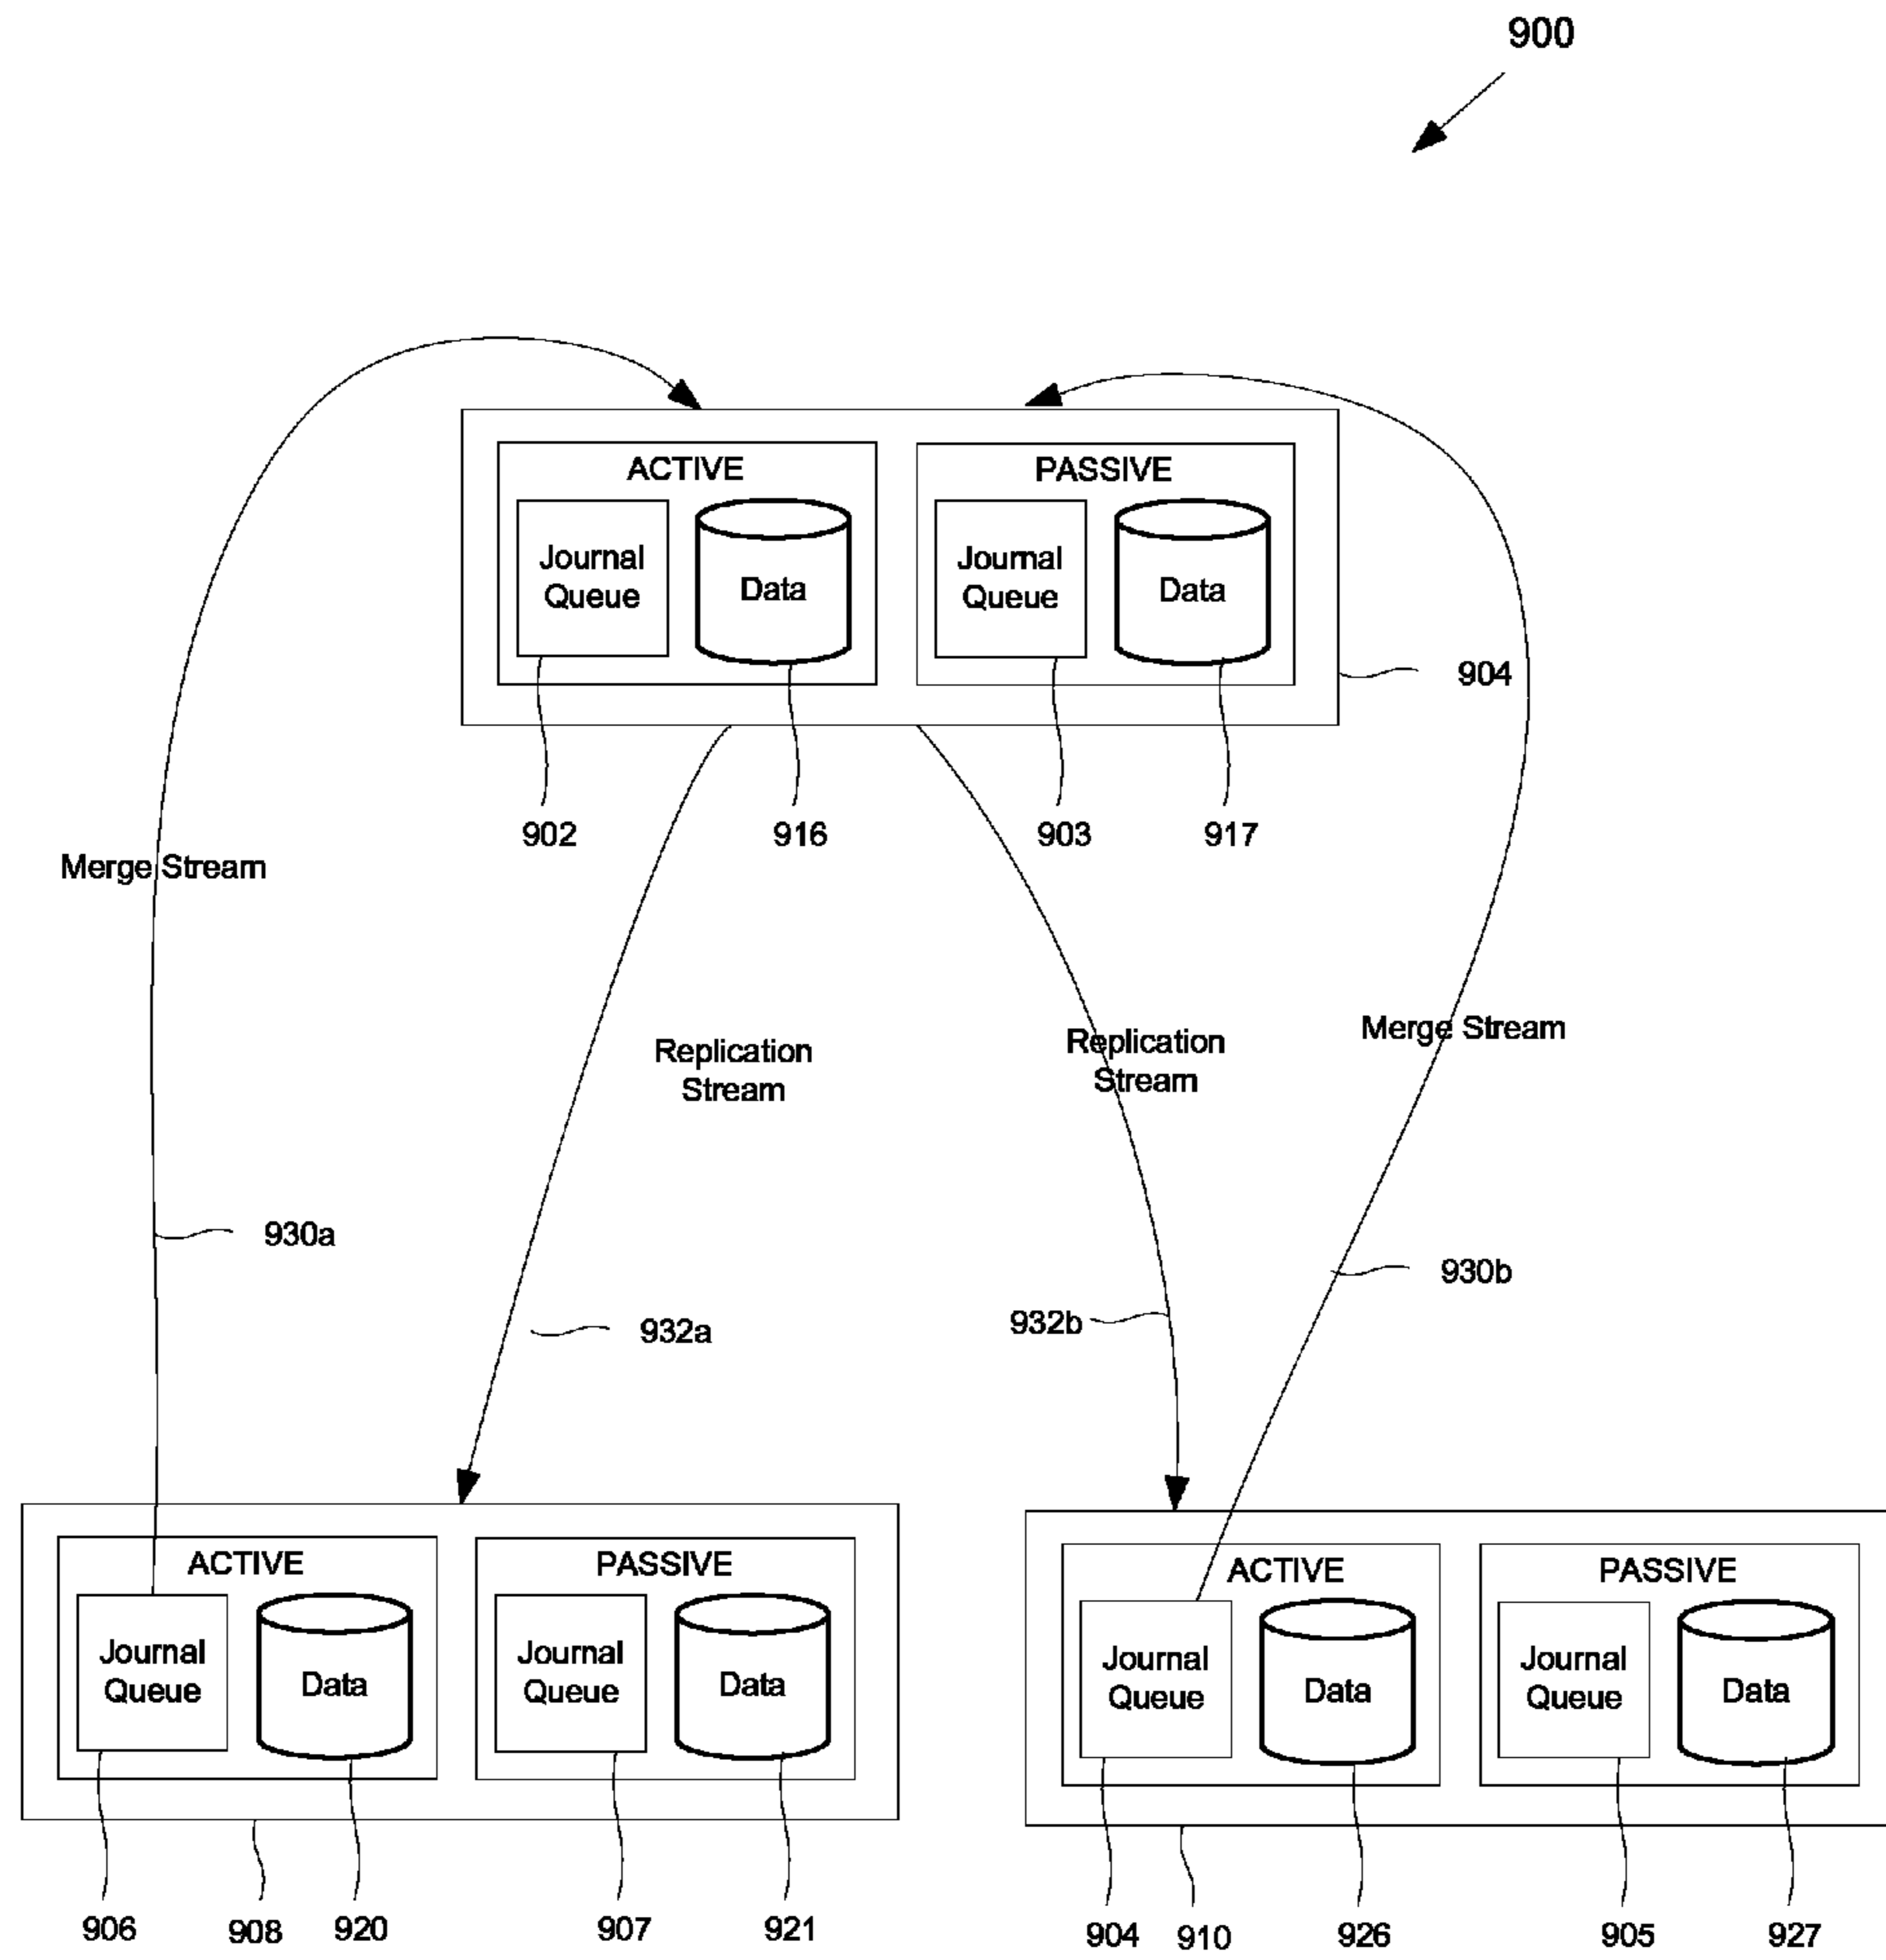 900
ACTIVE
PASSIVE
Journal
Queue
Data
Journal
Queue
Data
904
902
916
903
917
Merge Stream
Replication
Stream
Replication
Stream
Merge Stream
930a
932a
932b
930b
ACTIVE
PASSIVE
Journal
Queue
Data
Journal
Queue
Data
ACTIVE
PASSIVE
Journal
Queue
Data
Journal
Queue
Data
906
908
920
907
921
904
910
926
905
927